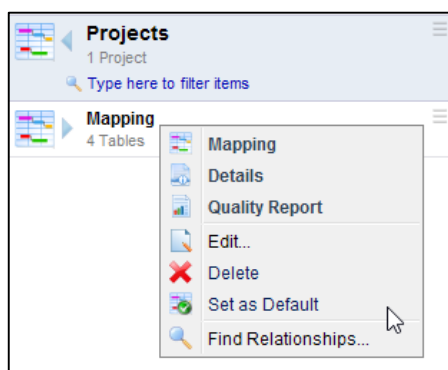 Projects
1 Project
Type here to filter items
Mapping
4 Tables
Mapping
Details
Quality Report
Edit...
Delete
Set as Default
Find Relationships...